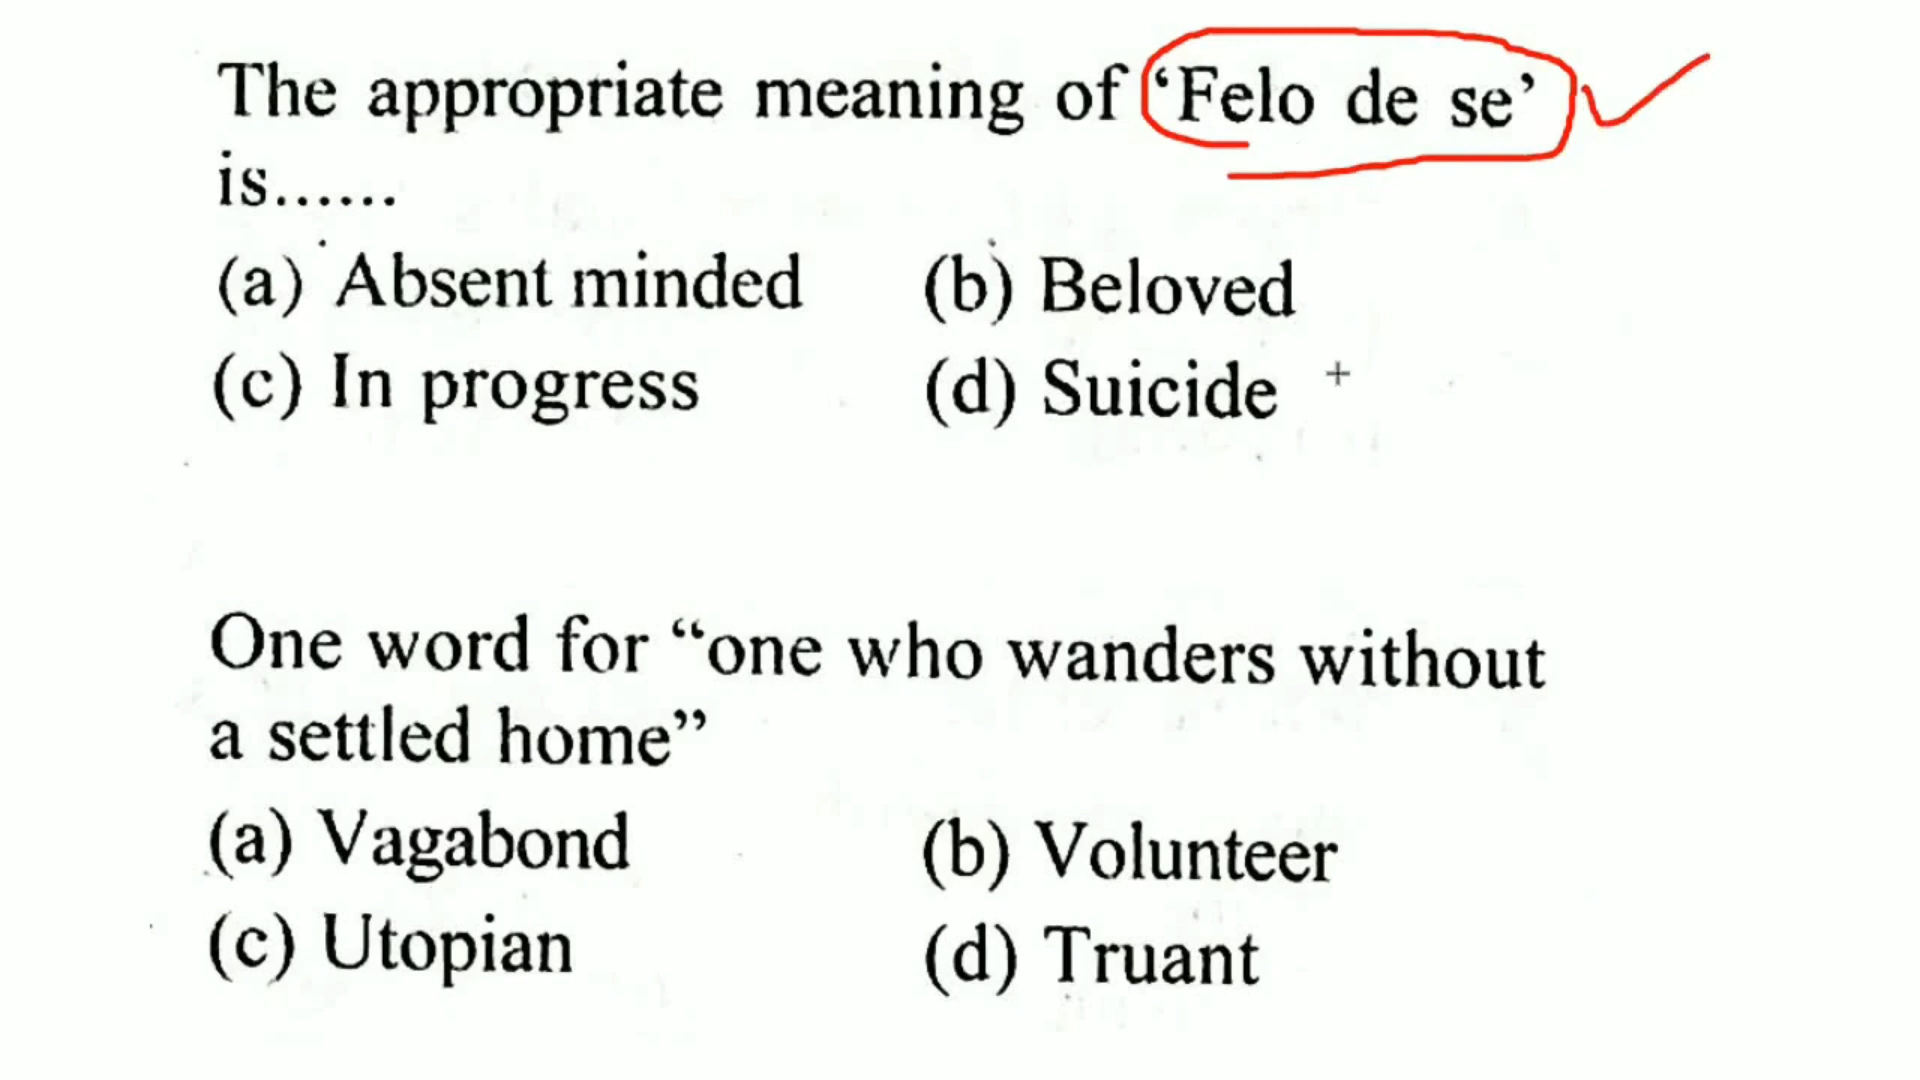 The appropriate meaning of ‘Felo de se’
is......
(a) Absent minded (b) Beloved
(c) In progress (d) Suicide
One word for “one who wanders without
a settled home”
(a) Vagabond (b) Volunteer
(c) Utopian (d) Truant